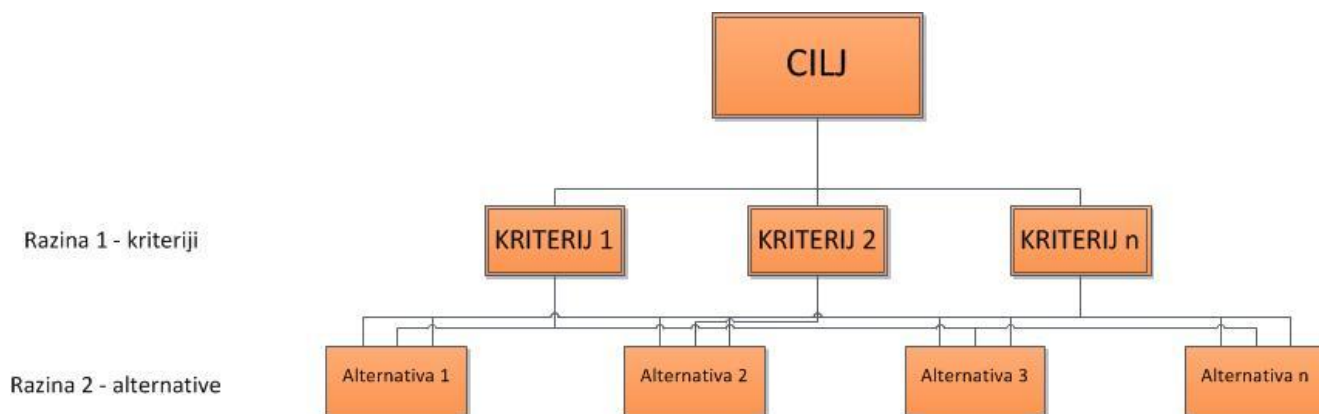 CILJ
Razina 1 - kriteriji
KRITERIJ 1
KRITERIJ 2
KRITERIJ n
Razina 2 - alternative
Alternativa 1
Alternativa 2
Alternativa 3
Alternativa n